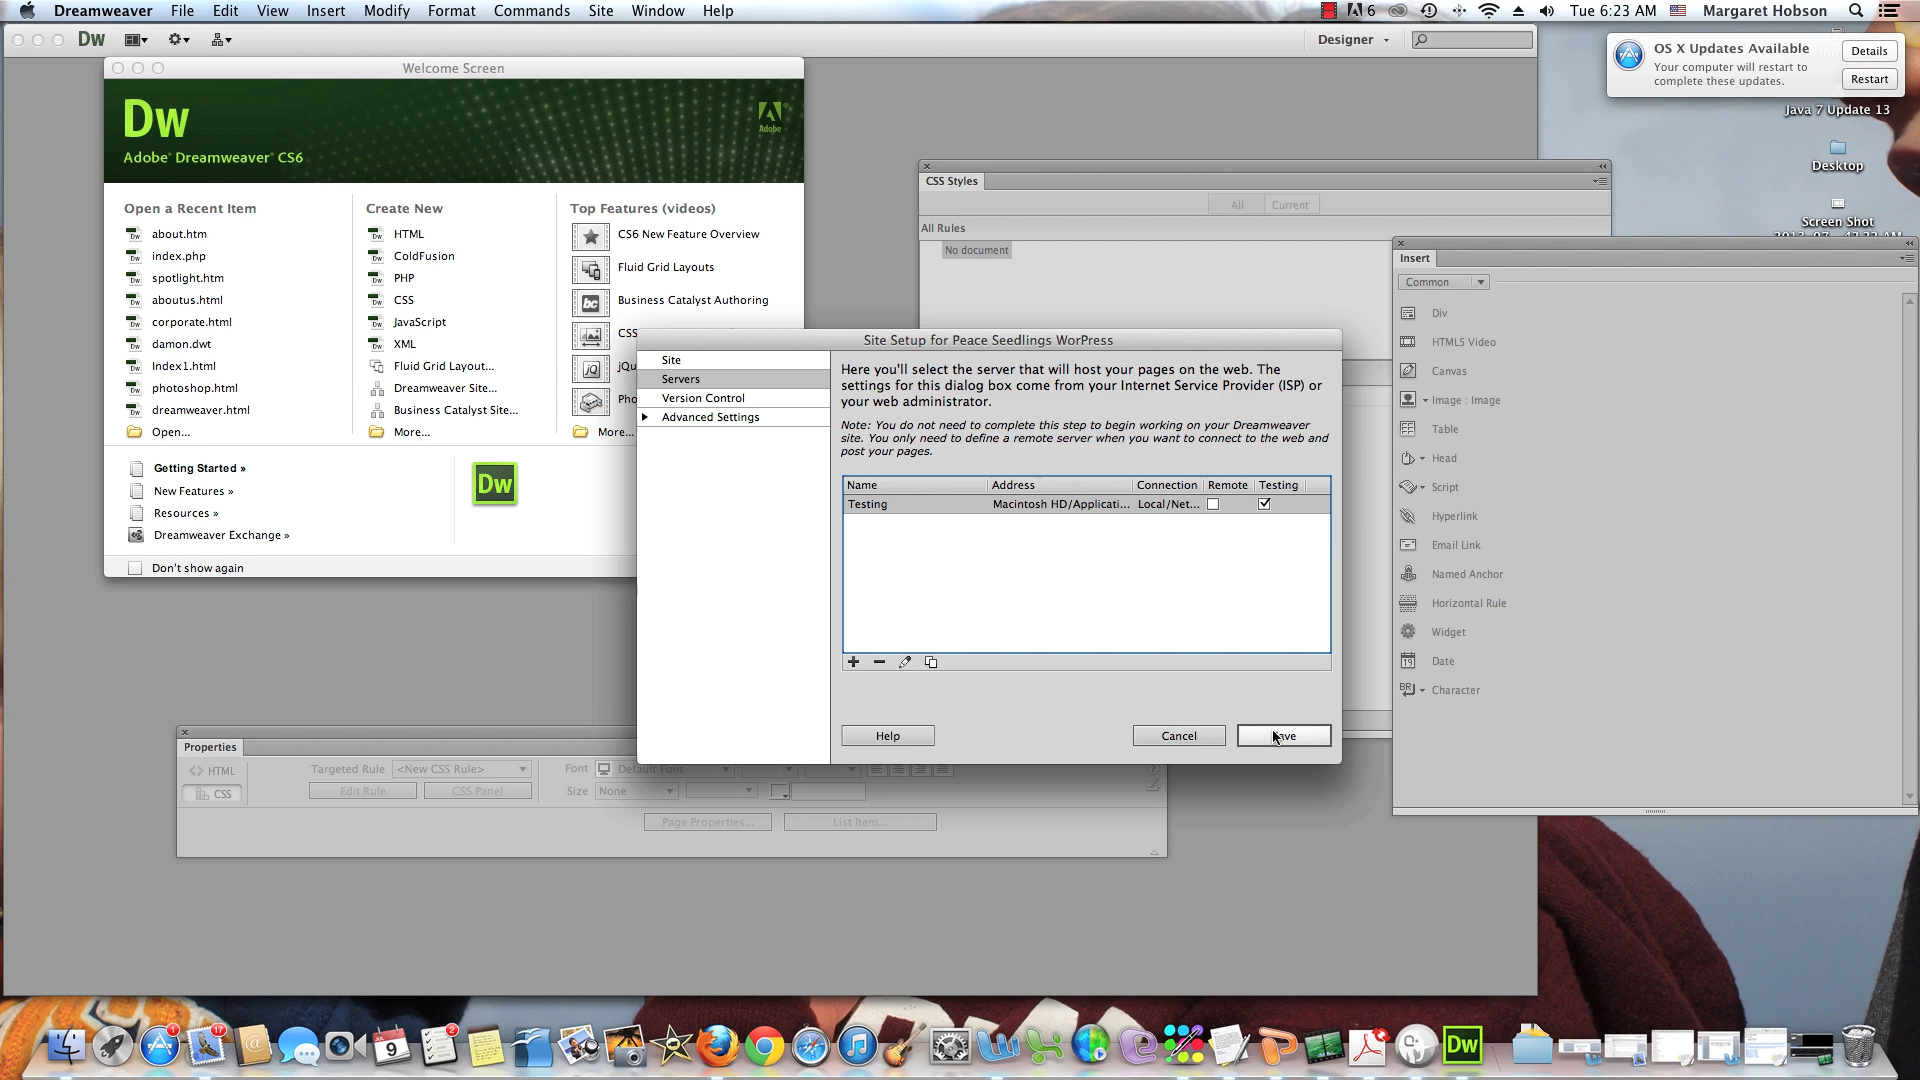 Dreamweaver File Edit View Insert Modify Format Commands Site Window Help
6 Tue 6:23 AM Margaret Hobson
Dw
Designer
OS X Updates Available
Your computer will restart to
complete these updates.
Details
Restart
Java 7 Update 13
Desktop
Screen Shot
Welcome Screen
Dw
Adobe
Adobe® Dreamweaver® CS6
Open a Recent Item
about.htm
index.php
spotlight.htm
aboutus.html
corporate.html
damon.dwt
Index1.html
photoshop.html
dreamweaver.html
Open...
Create New
HTML
ColdFusion
PHP
CSS
JavaScript
XML
Fluid Grid Layout...
Dreamweaver Site...
Business Catalyst Site...
More...
Top Features (videos)
CS6 New Feature Overview
Fluid Grid Layouts
Business Catalyst Authoring
CSS
More...
Getting Started »
New Features »
Resources »
Dreamweaver Exchange »
Dw
Don't show again
CSS Styles
All Current
All Rules
No document
Site Setup for Peace Seedlings WorPress
Site
Servers
Version Control
Advanced Settings
Here you'll select the server that will host your pages on the web. The
settings for this dialog box come from your Internet Service Provider (ISP) or
your web administrator.
Note: You do not need to complete this step to begin working on your Dreamweaver
site. You only need to define a remote server when you want to connect to the web and
post your pages.
Name Address Connection Remote Testing
Testing Macintosh HD/Applicati... Local/Net...
Help Cancel
Insert
Common
Div
HTML5 Video
Canvas
Image : Image
Table
Head
Script
Hyperlink
Email Link
Named Anchor
Horizontal Rule
Widget
19 Date
BR Character
Properties
<> HTML
CSS
Targeted Rule <New CSS Rule>
Edit Rule CSS Panel
Font Default Font
Size None
Page Properties... List Item...
1
17
9
2
Dw